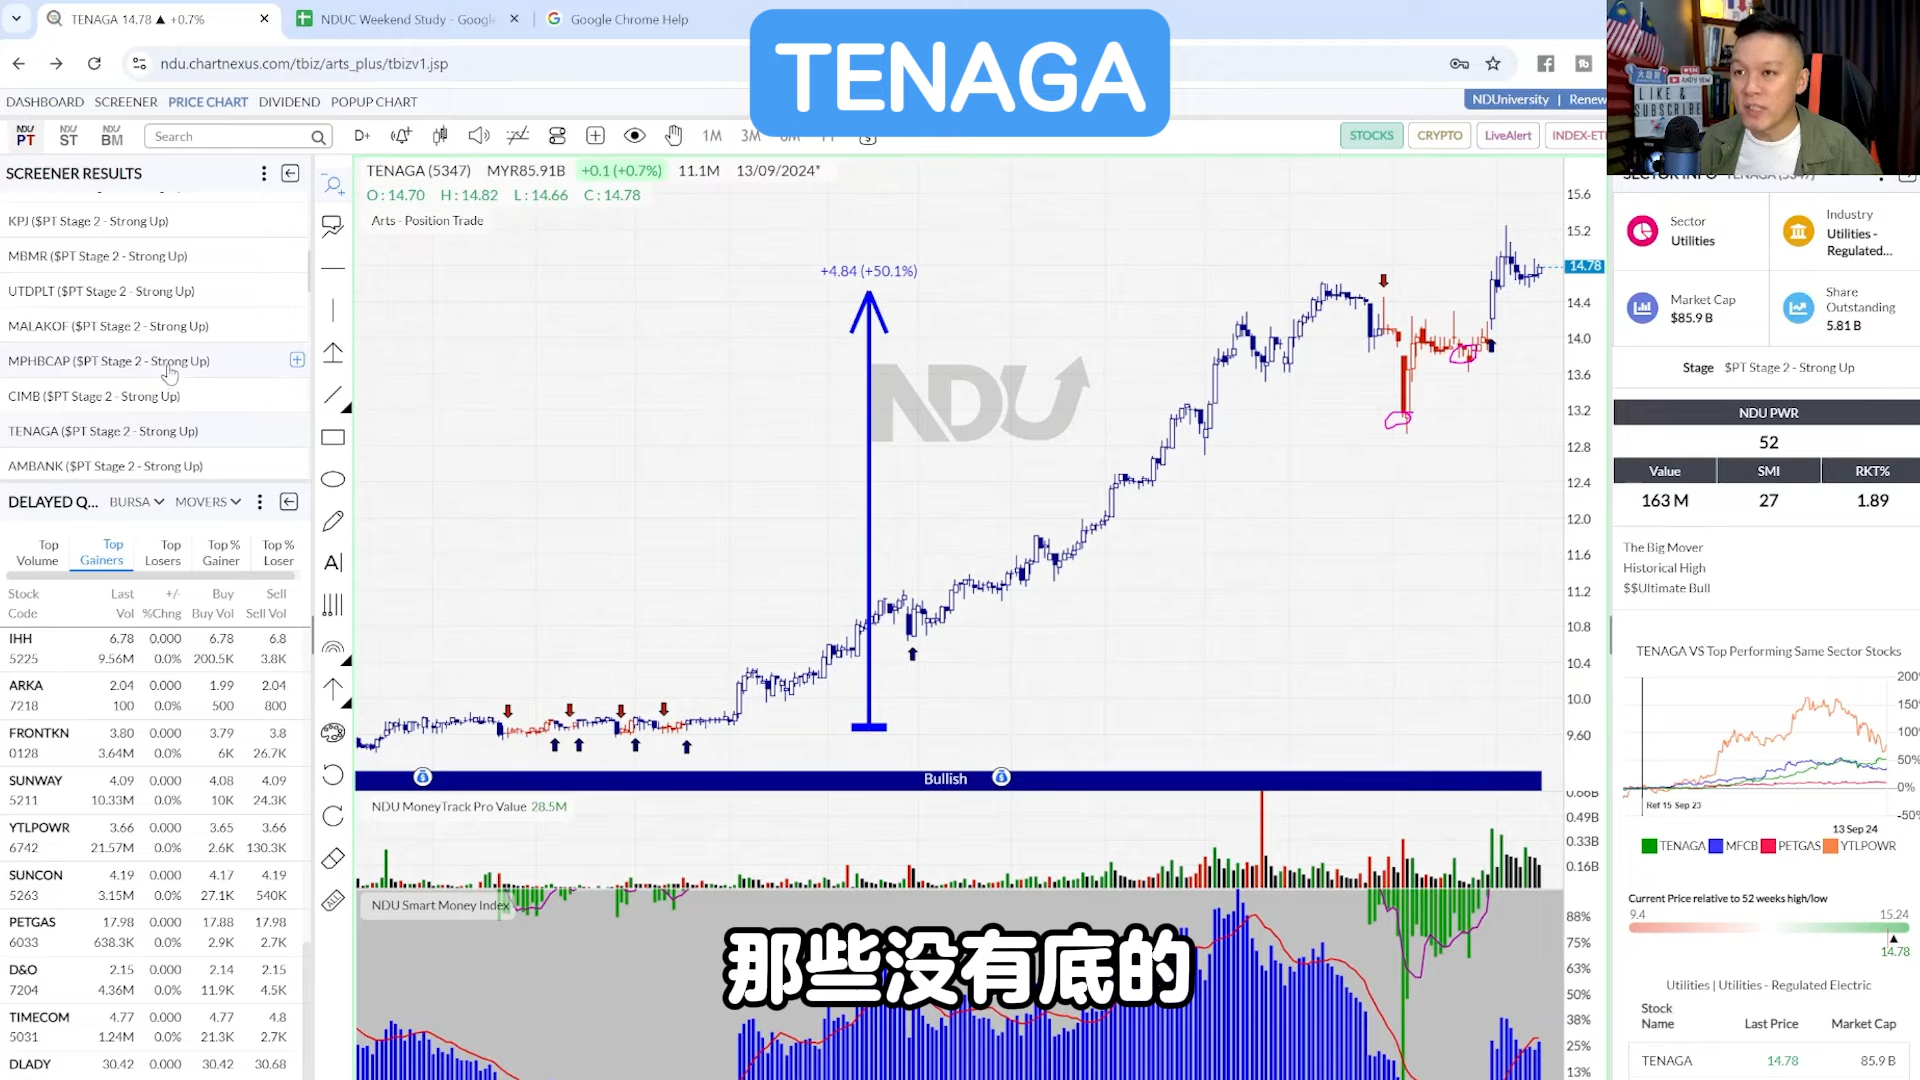 TENAGA 14.78 ▲ +0.7%
NDUC Weekend Study - Google
Google Chrome Help
ndu.chartnexus.com/tbiz/arts_plus/tbizv1.jsp
TENAGA
DASHBOARD SCREENER PRICE CHART DIVIDEND POPUP CHART
NDUniversity | Renew
NDU PT
NDU ST
NDU BM
Search
D+
1M 3M
STOCKS CRYPTO LiveAlert INDEX-ET
LIKE &
SUBSCRIBE
SCREENER RESULTS
KPJ ($PT Stage 2 - Strong Up)
MBMR ($PT Stage 2 - Strong Up)
UTDPLT ($PT Stage 2 - Strong Up)
MALAKOF ($PT Stage 2 - Strong Up)
MPHBCAP ($PT Stage 2 - Strong Up)
CIMB ($PT Stage 2 - Strong Up)
TENAGA ($PT Stage 2 - Strong Up)
AMBANK ($PT Stage 2 - Strong Up)
DELAYED Q... BURSA MOVERS
Top Volume
Top Gainers
Top Losers
Top % Gainer
Top % Loser
Stock Last +/- Buy Sell
Code Vol %Chng Buy Vol Sell Vol
IHH 6.78 0.000 6.78 6.8
5225 9.56M 0.0% 200.5K 3.8K
ARKA 2.04 0.000 1.99 2.04
7218 100 0.0% 500 800
FRONTKN 3.80 0.000 3.79 3.8
0128 3.64M 0.0% 6K 26.7K
SUNWAY 4.09 0.000 4.08 4.09
5211 10.33M 0.0% 10K 24.3K
YTLPOWR 3.66 0.000 3.65 3.66
6742 21.57M 0.0% 2.6K 130.3K
SUNCON 4.19 0.000 4.17 4.19
5263 3.15M 0.0% 27.1K 540K
PETGAS 17.98 0.000 17.88 17.98
6033 638.3K 0.0% 2.9K 2.7K
D&O 2.15 0.000 2.14 2.15
7204 4.36M 0.0% 11.9K 4.5K
TIMECOM 4.77 0.000 4.77 4.8
5031 1.24M 0.0% 21.3K 2.7K
DLADY 30.42 0.000 30.42 30.68
TENAGA (5347) MYR85.91B +0.1 (+0.7%) 11.1M 13/09/2024*
O : 14.70 H : 14.82 L : 14.66 C : 14.78
Arts - Position Trade
+4.84 (+50.1%)
NDU
15.6
15.2
14.78
14.4
14.0
13.6
13.2
12.8
12.4
12.0
11.6
11.2
10.8
10.4
10.0
9.60
Bullish
NDU MoneyTrack Pro Value 28.5M
0.66B
0.49B
0.33B
0.16B
NDU Smart Money Index
88%
75%
63%
50%
38%
25%
13%
那些没有底的
Sector
Utilities
Industry
Utilities -
Regulated...
Market Cap
$85.9 B
Share
Outstanding
5.81 B
Stage $PT Stage 2 - Strong Up
NDU PWR
52
Value SMI RKT%
163 M 27 1.89
The Big Mover
Historical High
$$Ultimate Bull
TENAGA VS Top Performing Same Sector Stocks
200%
150%
100%
50%
0%
-50%
Ref 15 Sep 23
13 Sep 24
TENAGA MFCB PETGAS YTLPOWR
Current Price relative to 52 weeks high/low
9.4 15.24
14.78
Utilities | Utilities - Regulated Electric
Stock
Name Last Price Market Cap
TENAGA 14.78 85.9 B